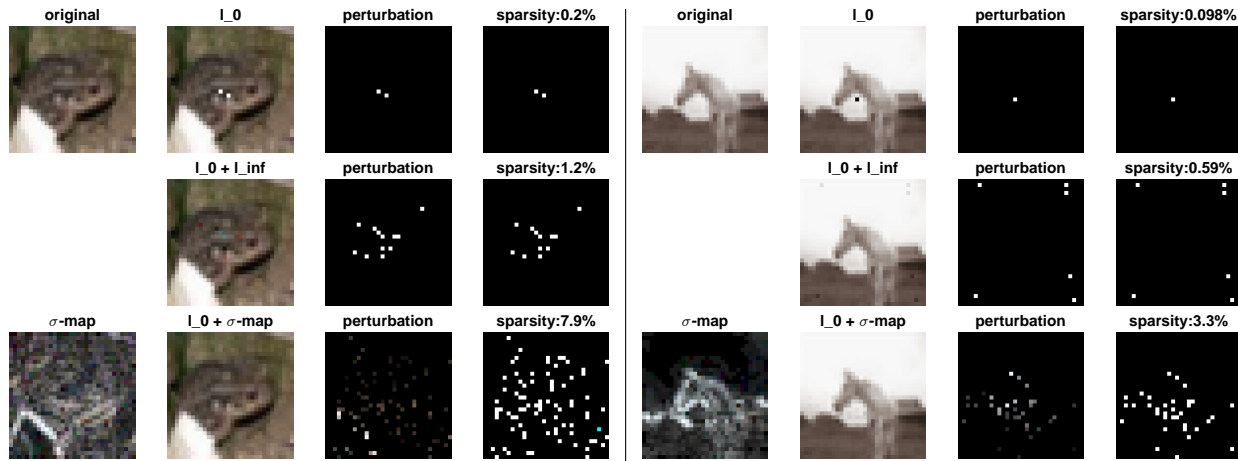 original l_0 perturbation sparsity:0.2% original l_0 perturbation sparsity:0.098%
l_0 + l_inf perturbation sparsity:1.2% l_0 + l_inf perturbation sparsity:0.59%
σ-map l_0 + σ-map perturbation sparsity:7.9% σ-map l_0 + σ-map perturbation sparsity:3.3%